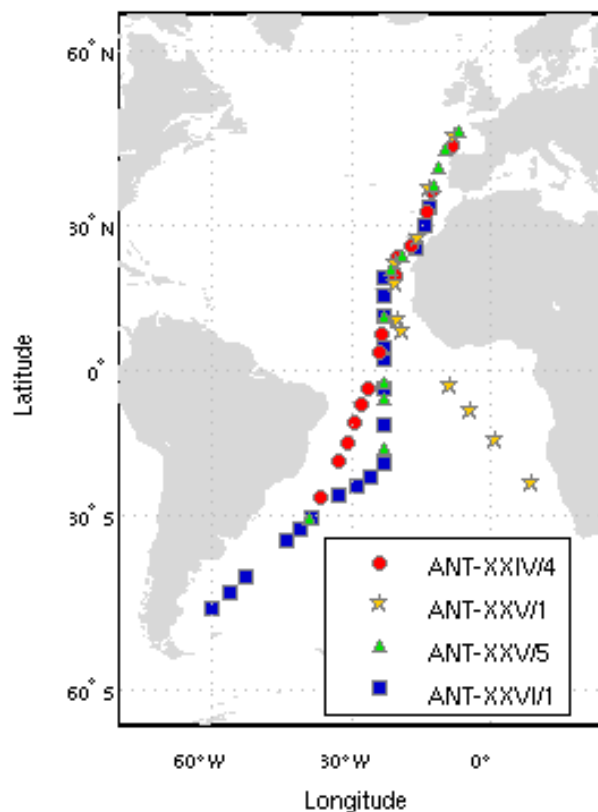 60° N
30° N
0°
30° S
60° S
Latitude
ANT-XXIV/4
ANT-XXV/1
ANT-XXV/5
ANT-XXVI/1
60°W
30°W
0°
Longitude